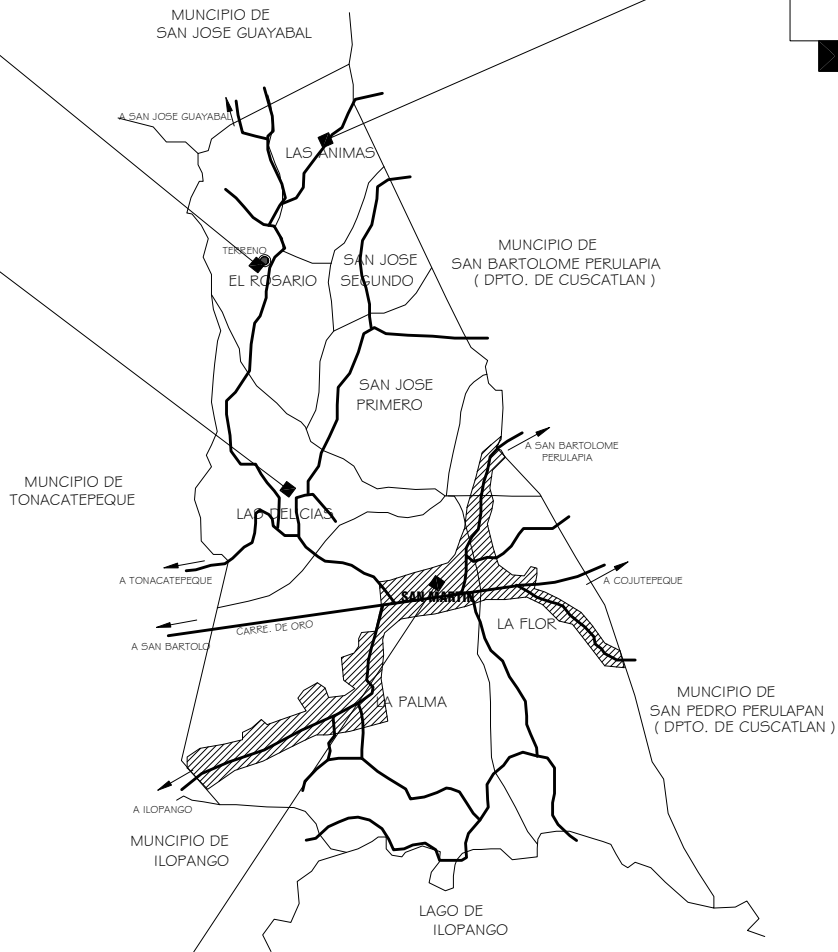 MUNCIPIO DE
SAN JOSE GUAYABAL
A SAN JOSE GUAYABAL
LAS ANIMAS
TERRENO
EL ROSARIO
SAN JOSE
SEGUNDO
MUNCIPIO DE
SAN BARTOLOME PERULAPIA
( DPTO. DE CUSCATLAN )
SAN JOSE
PRIMERO
A SAN BARTOLOME
PERULAPIA
MUNCIPIO DE
TONACATEPEQUE
LAS DELICIAS
A TONACATEPEQUE
A COJUTEPEQUE
SAN MARTIN
CARRE. DE ORO
A SAN BARTOLO
LA FLOR
LA PALMA
MUNCIPIO DE
SAN PEDRO PERULAPAN
( DPTO. DE CUSCATLAN )
A ILOPANGO
MUNCIPIO DE
ILOPANGO
LAGO DE
ILOPANGO